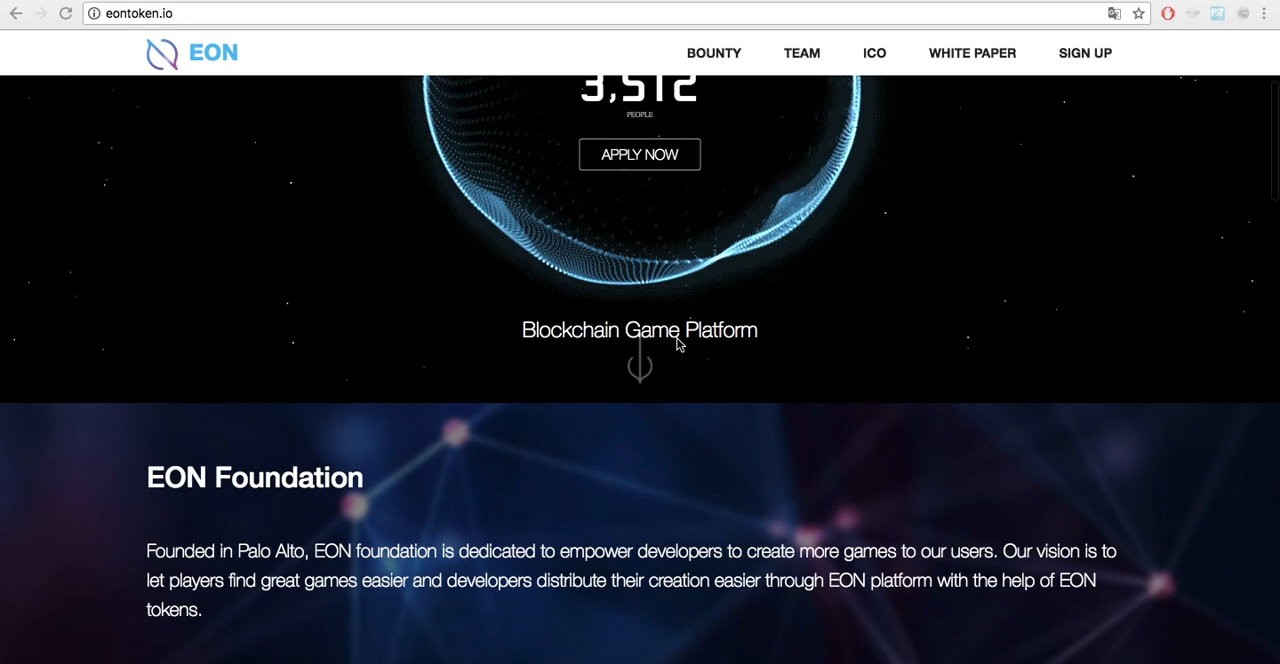 eontoken.io
EON
BOUNTY TEAM ICO WHITE PAPER SIGN UP
3,512
PEOPLE
APPLY NOW
Blockchain Game Platform
EON Foundation
Founded in Palo Alto, EON foundation is dedicated to empower developers to create more games to our users. Our vision is to
let players find great games easier and developers distribute their creation easier through EON platform with the help of EON
tokens.